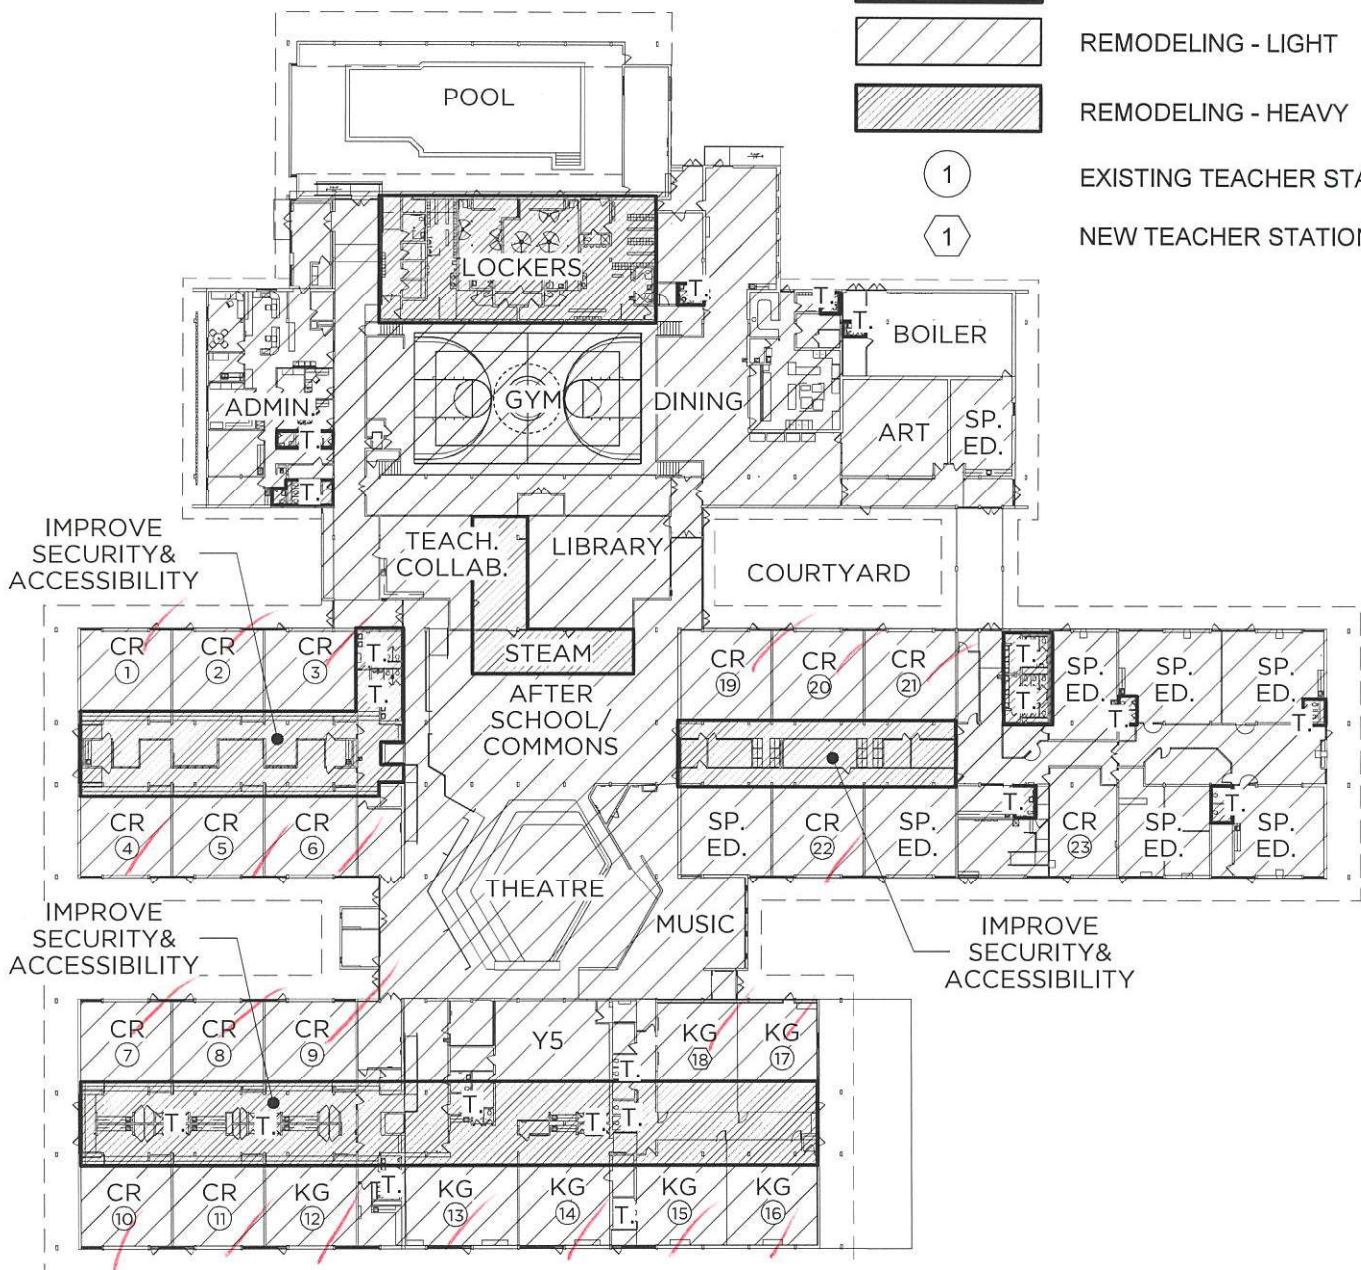 REMODELING - LIGHT
REMODELING - HEAVY
1
EXISTING TEACHER STA
1
NEW TEACHER STATION
POOL
LOCKERS
T.
T.
T.
BOILER
GYM
DINING
ADMIN.
T.
T.
ART
SP.
ED.
IMPROVE
SECURITY&
ACCESSIBILITY
TEACH.
COLLAB.
LIBRARY
COURTYARD
STEAM
AFTER
SCHOOL/
COMMONS
CR
1
CR
2
CR
3
T.
T.
CR
19
CR
20
CR
21
T.
T.
SP.
ED.
SP.
ED.
SP.
ED.
T.
T.
CR
4
CR
5
CR
6
SP.
ED.
CR
22
SP.
ED.
T.
CR
23
SP.
ED.
T.
SP.
ED.
THEATRE
MUSIC
IMPROVE
SECURITY&
ACCESSIBILITY
IMPROVE
SECURITY&
ACCESSIBILITY
CR
7
CR
8
CR
9
Y5
KG
18
KG
17
T.
T.
T.
T.
T.
T.
CR
10
CR
11
KG
12
T.
KG
13
KG
14
T.
KG
15
KG
16